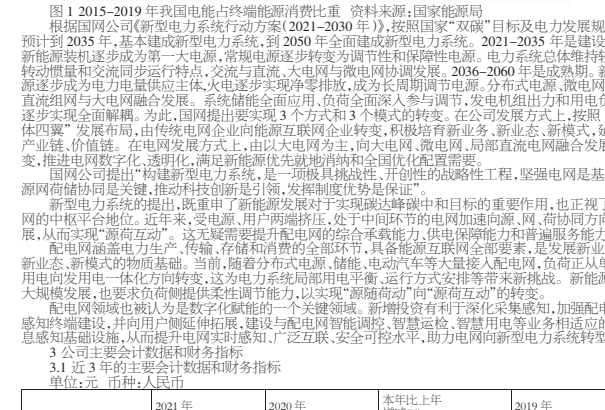 图 1 2015-2019 年我国电能占终端能源消费比重 资料来源：国家能源局
根据国网公司《新型电力系统行动方案（2021-2030 年）》，按照国家“双碳”目标及电力发展规
预计到 2035 年，基本建成新型电力系统，到 2050 年全面建成新型电力系统。2021-2035 年是建设
新能源装机逐步成为第一大电源，常规电源逐步转变为调节性和保障性电源。电力系统总体维持较
转动惯量和交流同步运行特点，交流与直流、大电网与微电网协调发展。2036-2060 年是成熟期。新
源逐步成为电力电量供应主体，火电逐步实现净零排放，成为长周期调节电源。分布式电源、微电网
直流组网与大电网融合发展。系统储能全面应用、负荷全面深入参与调节，发电机组出力和用电负
逐步实现全面解耦。为此，国网提出要实现 3 个方式和 3 个模式的转变。在公司发展方式上，按照
体四翼”发展布局，由传统电网企业向能源互联网企业转变，积极培育新业务、新业态、新模式，延
产业链、价值链。在电网发展方式上，由以大电网为主，向大电网、微电网、局部直流电网融合发展
变，推进电网数字化、透明化，满足新能源优先就地消纳和全国优化配置需要。
国网公司提出“构建新型电力系统，是一项极具挑战性、开创性的战略性工程，坚强电网是基
源网荷储协同是关键，推动科技创新是引领，发挥制度优势是保证”。
新型电力系统的提出，既重申了新能源发展对于实现碳达峰碳中和目标的重要作用，也正视了
网的中枢平台地位。近年来，受电源、用户两端挤压，处于中间环节的电网加速向源、网、荷协同方向
展，从而实现“源荷互动”。这无疑需要提升配电网的综合承载能力、供电保障能力和普遍服务能力
配电网涵盖电力生产、传输、存储和消费的全部环节，具备能源互联网全部要素，是发展新业
新业态、新模式的物质基础。当前，随着分布式电源、储能、电动汽车等大量接入配电网，负荷正从单
用电向发用电一体化方向转变，这为电力系统局部用电平衡、运行方式安排等带来新挑战。新能源
大规模发展，也要求负荷侧提供柔性调节能力，以实现“源随荷动”向“源荷互动”的转变。
配电网领域也被认为是数字化赋能的一个关键领域。新增投资有利于深化采集感知，加强配电
感知终端建设，并向用户侧延伸拓展，建设与配电网智能调控、智慧运检、智慧用电等业务相适应的
息感知基础设施，从而提升电网实时感知、广泛互联、安全可控水平，助力电网向新型电力系统转型
3 公司主要会计数据和财务指标
3.1 近 3 年的主要会计数据和财务指标
单位：元 币种：人民币
2021 年 2020 年 本年比上年 2019 年